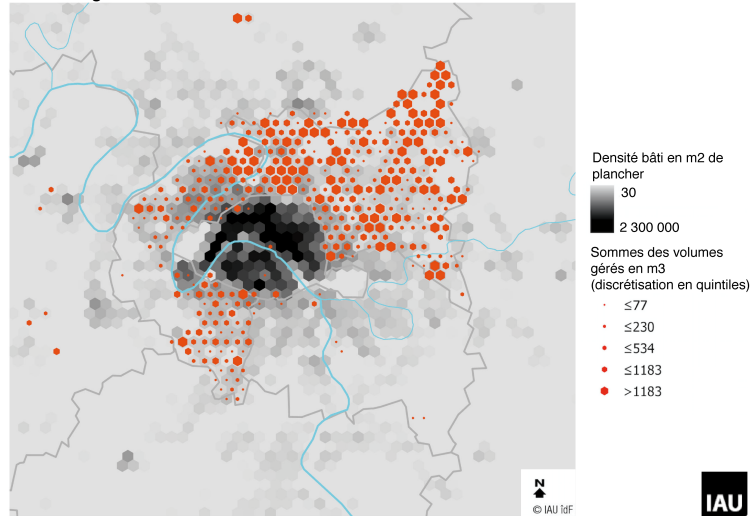 Densité bâti en m2 de
plancher
30
2 300 000
Sommes des volumes
gérés en m3
(discrétisation en quintiles)
≤77
≤230
≤534
≤1183
>1183
N
© IAU îdF
IAU